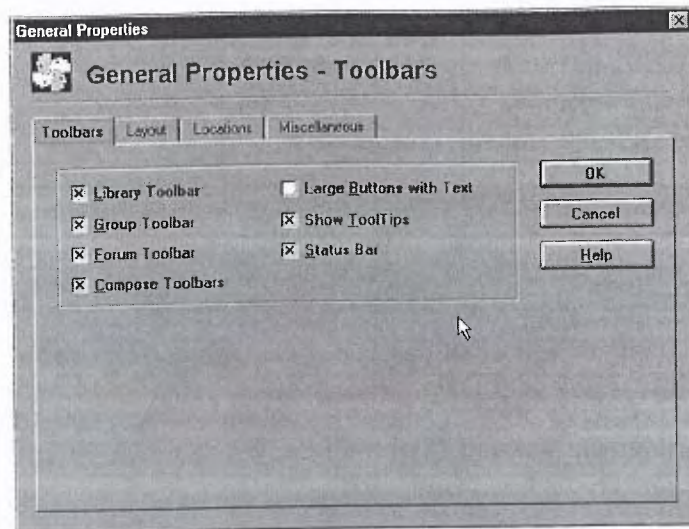 General Properties
General Properties - Toolbars
Toolbars Layout Locations Miscellaneous
Library Toolbar
Group Toolbar
Forum Toolbar
Compose Toolbars
Large Buttons with Text
Show ToolTips
Status Bar
OK
Cancel
Help